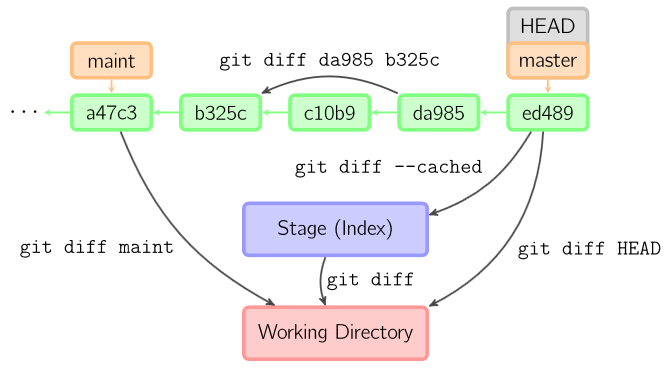 HEAD
maint
git diff da985 b325c
master
...
a47c3
b325c
c10b9
da985
ed489
git diff --cached
Stage (Index)
git diff maint
git diff HEAD
git diff
Working Directory